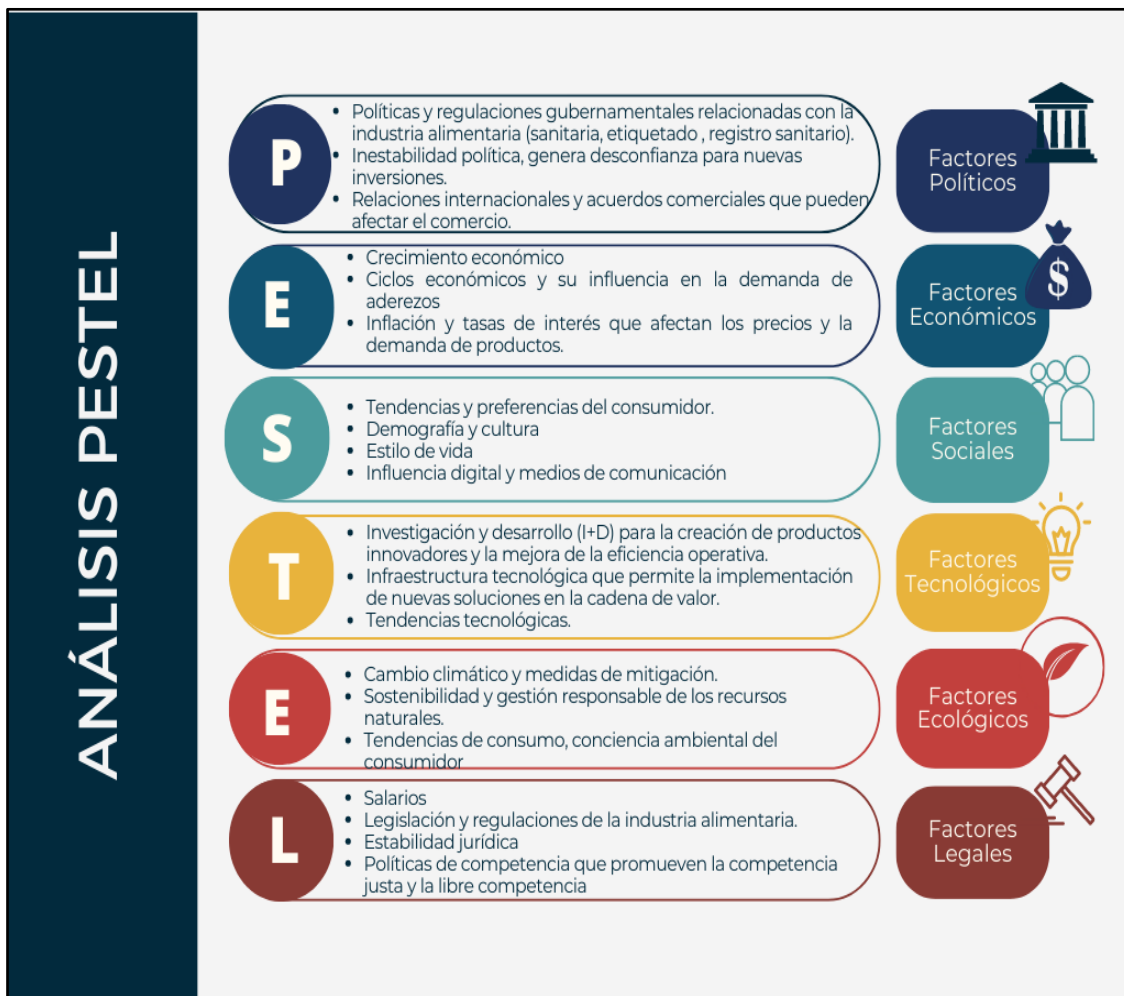 ANÁLISIS PESTEL
P
• Políticas y regulaciones gubernamentales relacionadas con la
industria alimentaria (sanitaria, etiquetado , registro sanitario).
• Inestabilidad política, genera desconfianza para nuevas
inversiones.
• Relaciones internacionales y acuerdos comerciales que pueden
afectar el comercio.
Factores
Políticos
E
• Crecimiento económico
• Ciclos económicos y su influencia en la demanda de
aderezos
• Inflación y tasas de interés que afectan los precios y la
demanda de productos.
Factores
Económicos
$
S
• Tendencias y preferencias del consumidor.
• Demografía y cultura
• Estilo de vida
• Influencia digital y medios de comunicación
Factores
Sociales
T
• Investigación y desarrollo (I+D) para la creación de productos
innovadores y la mejora de la eficiencia operativa.
• Infraestructura tecnológica que permite la implementación
de nuevas soluciones en la cadena de valor.
• Tendencias tecnológicas.
Factores
Tecnológicos
E
• Cambio climático y medidas de mitigación.
• Sostenibilidad y gestión responsable de los recursos
naturales.
• Tendencias de consumo, conciencia ambiental del
consumidor
Factores
Ecológicos
L
• Salarios
• Legislación y regulaciones de la industria alimentaria.
• Estabilidad jurídica
• Políticas de competencia que promueven la competencia
justa y la libre competencia
Factores
Legales